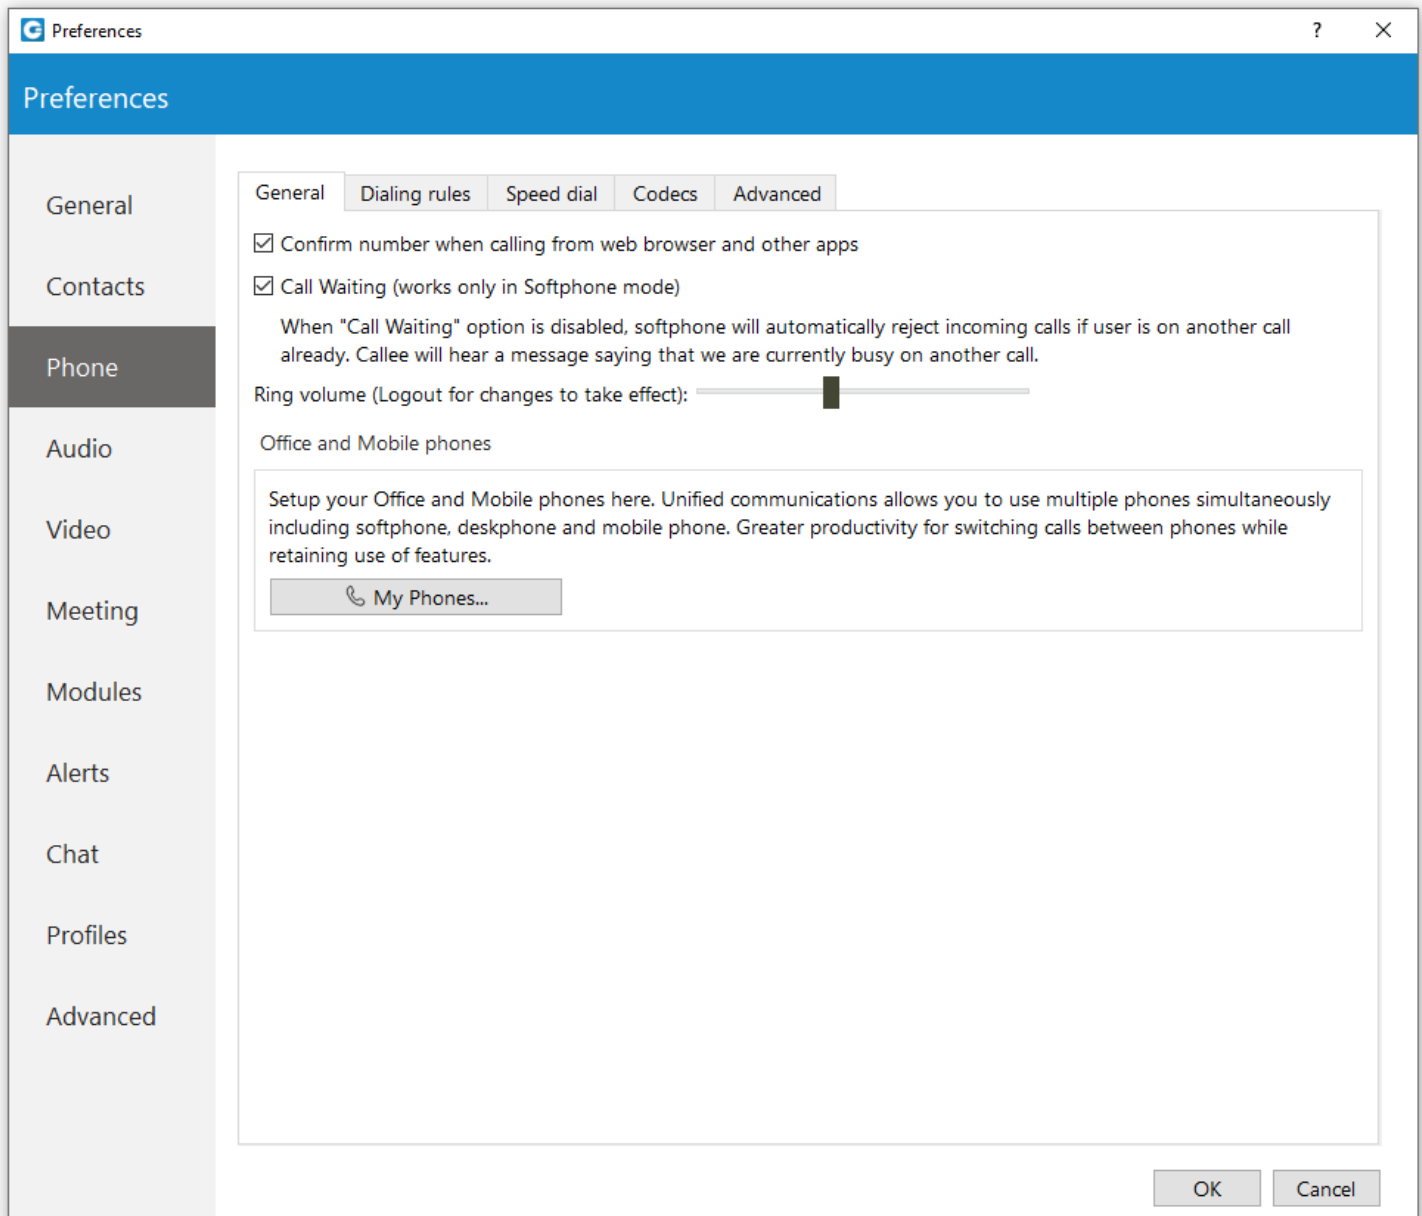 Preferences
?
Preferences
General
Contacts
Phone
Audio
Video
Meeting
Modules
Alerts
Chat
Profiles
Advanced
General Dialing rules Speed dial Codecs Advanced
Confirm number when calling from web browser and other apps
Call Waiting (works only in Softphone mode)
When "Call Waiting" option is disabled, softphone will automatically reject incoming calls if user is on another call
already. Callee will hear a message saying that we are currently busy on another call.
Ring volume (Logout for changes to take effect):
Office and Mobile phones
Setup your Office and Mobile phones here. Unified communications allows you to use multiple phones simultaneously
including softphone, deskphone and mobile phone. Greater productivity for switching calls between phones while
retaining use of features.
My Phones...
OK Cancel